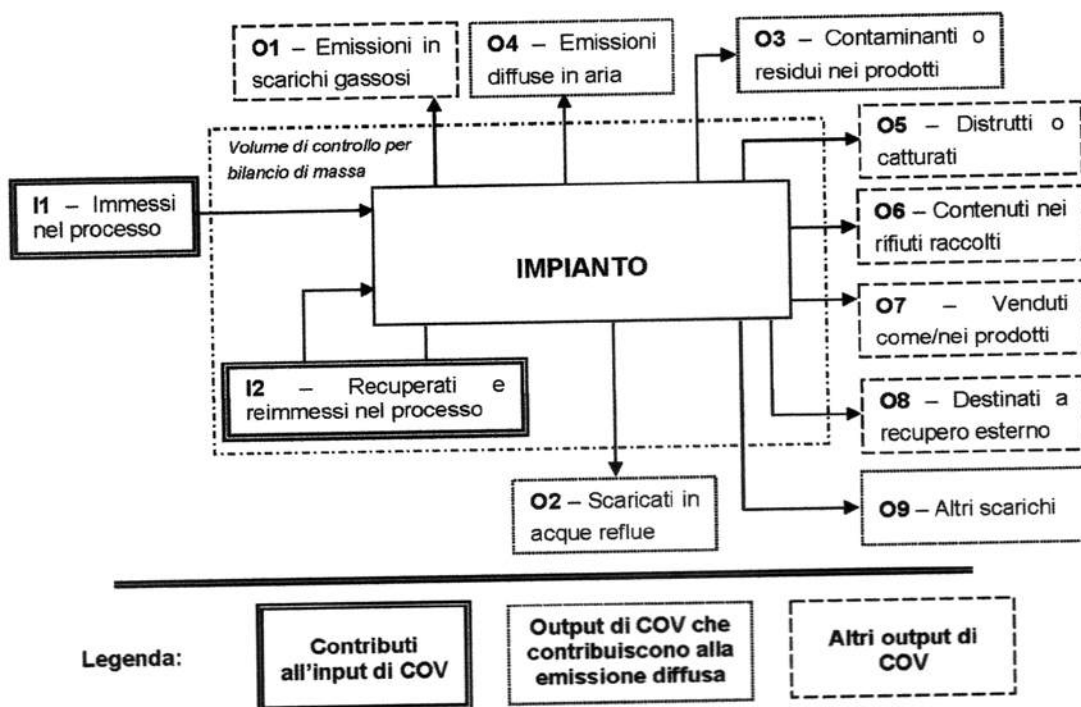 O1 – Emissioni in
scarichi gassosi
O4 – Emissioni
diffuse in aria
O3 – Contaminanti o
residui nei prodotti
Volume di controllo per
bilancio di massa
O5 – Distrutti o
catturati
I1 – Immessi
nel processo
O6 – Contenuti nei
rifiuti raccolti
IMPIANTO
O7 – Venduti
come/nei prodotti
I2 – Recuperati e
reimmessi nel processo
O8 – Destinati a
recupero esterno
O2 – Scaricati in
acque reflue
O9 – Altri scarichi
Legenda:
Contributi
all'input di COV
Output di COV che
contribuiscono alla
emissione diffusa
Altri output di
COV